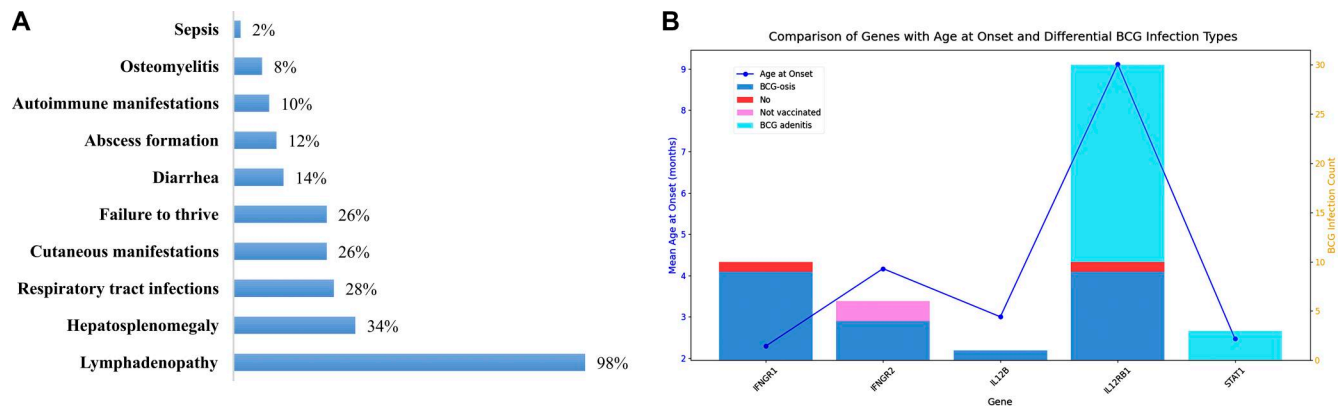 A
Sepsis 2%
Osteomyelitis 8%
Autoimmune manifestations 10%
Abscess formation 12%
Diarrhea 14%
Failure to thrive 26%
Cutaneous manifestations 26%
Respiratory tract infections 28%
Hepatosplenomegaly 34%
Lymphadenopathy 98%
B
Comparison of Genes with Age at Onset and Differential BCG Infection Types
Age at Onset
BCG-osis
No
Not vaccinated
BCG adenitis
Mean Age at Onset (months)
9
8
7
6
5
4
3
2
BCG Infection Count
30
25
20
15
10
5
0
IFNGR1
IFNGR2
IL12B
IL12RB1
STAT1
Gene